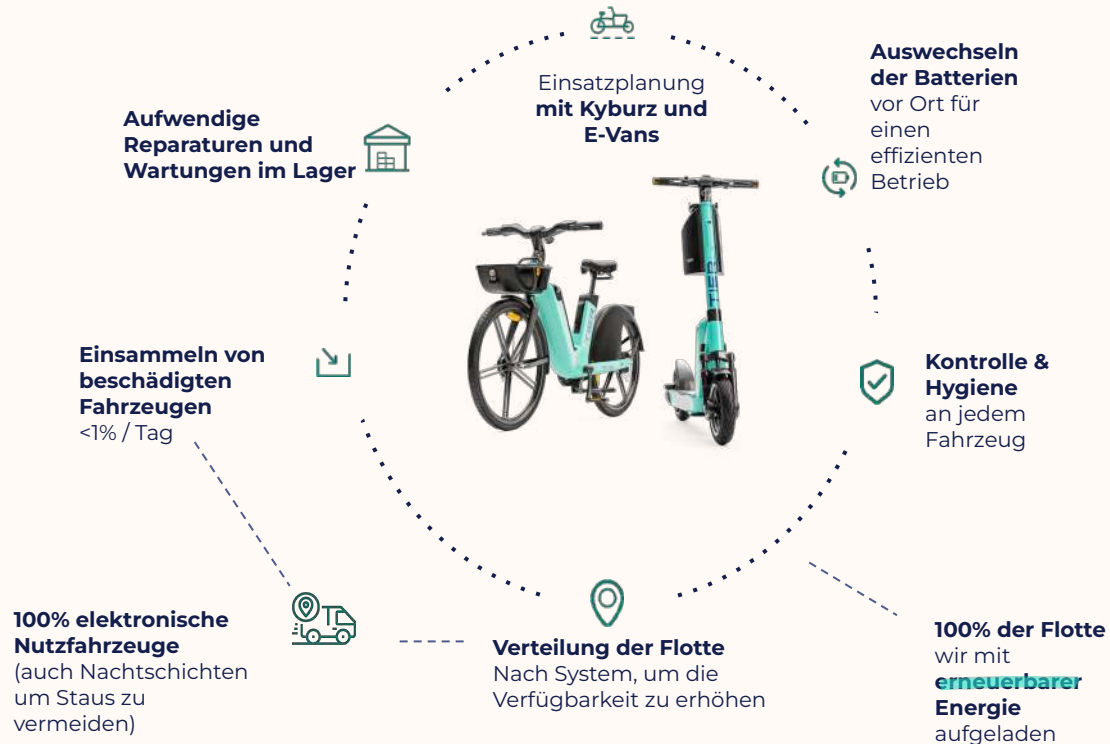 Einsatzplanung
mit Kyburz und
E-Vans
Auswechseln
der Batterien
vor Ort für
einen
effizienten
Betrieb
Kontrolle &
Hygiene
an jedem
Fahrzeug
100% der Flotte
wir mit
erneuerbarer
Energie
aufgeladen
Verteilung der Flotte
Nach System, um die
Verfügbarkeit zu erhöhen
100% elektronische
Nutzfahrzeuge
(auch Nachtschichten
um Staus zu
vermeiden)
Einsammeln von
beschädigten
Fahrzeugen
<1% / Tag
Aufwendige
Reparaturen und
Wartungen im Lager
TIER